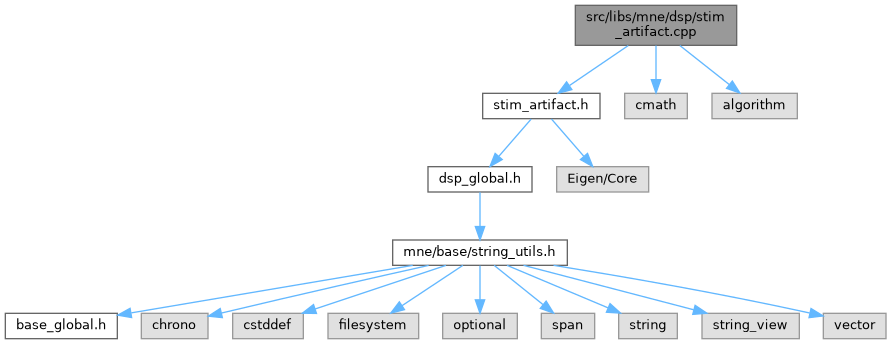 src/libs/mne/dsp/stim
_artifact.cpp
stim_artifact.h
cmath
algorithm
dsp_global.h
Eigen/Core
mne/base/string_utils.h
base_global.h
chrono
cstddef
filesystem
optional
span
string
string_view
vector